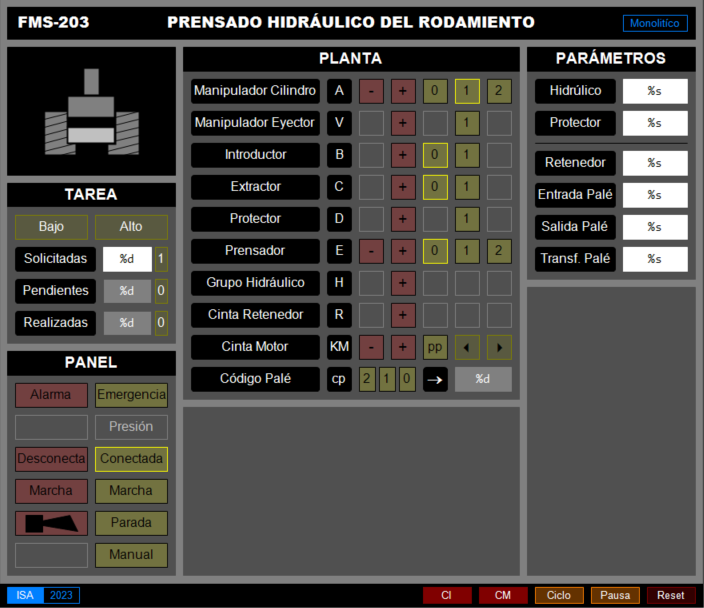 FMS-203 PRENSADO HIDRÁULICO DEL RODAMIENTO Monolitíco
PLANTA
Manipulador Cilindro A - + 0 1 2
Manipulador Eyector V + 1
Introductor B + 0 1
Extractor C + 0 1
Protector D + 1
Prensador E - + 0 1 2
Grupo Hidráulico H +
Cinta Retenedor R +
Cinta Motor KM - + pp
Código Palé cp 2 1 0 → %d
PARÁMETROS
Hidrúlico %s
Protector %s
Retenedor %s
Entrada Palé %s
Salida Palé %s
Transf. Palé %s
TAREA
Bajo Alto
Solicitadas %d 1
Pendientes %d 0
Realizadas %d 0
PANEL
Alarma Emergencia
Presión
Desconecta Conectada
Marcha Marcha
Parada
Manual
ISA 2023 CI CM Ciclo Pausa Reset